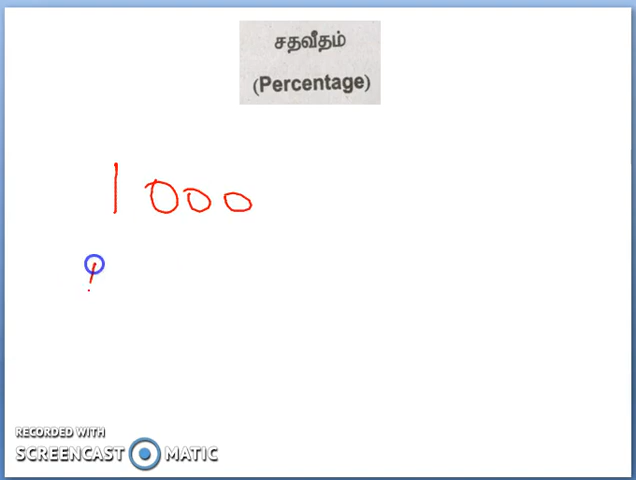 சதவீதம்
(Percentage)
1000
RECORDED WITH
SCREENCAST MATIC